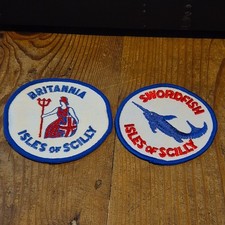 BRITANNIA
ISLES OF SCILLY
SWORDFISH
ISLES OF SCILLY